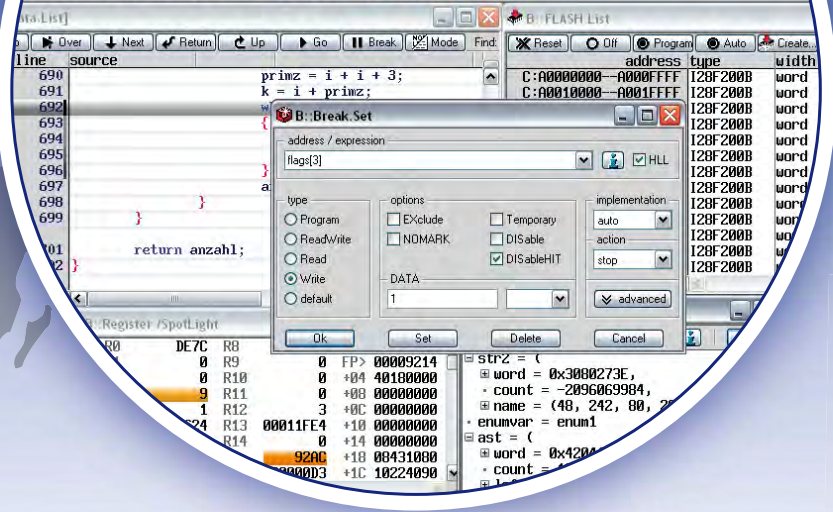 ata.List]
B::FLASH List
Over Next Return Up Go Break Mode Find:
Reset Off Program Auto Create...
line source
address type width
690 primz = i + i + 3;
691 k = i + primz;
692
693 {
694
695
696 }
697
698 }
699 }
701 return anzahl;
}
C:A0000000--A000FFFF I28F200B word
C:A0010000--A001FFFF I28F200B word
I28F200B word
I28F200B word
I28F200B word
I28F200B word
I28F200B word
I28F200B
I28F200B
I28F200B
I28F200B
B::Break.Set
address / expression
flags[3]
HLL
type
options
implementation
Program
EXclude
Temporary
auto
ReadWrite
NOMARK
DISable
action
Read
DISableHIT
stop
Write
DATA
default
1
advanced
Ok Set Delete Cancel
B::Register /SpotLight
R0 DE7C R8
0 R9 0 FP> 00009214
0 R10 0 +04 40180000
9 R11 0 +08 00000000
1 R12 3 +0C 00000000
R13 00011FE4 +10 00000000
R14 0 +14 00000000
92AC +18 08431080
+1C 10224090
str2 = (
word = 0x3080273E,
count = -2096069984,
name = (48, 242, 80,
enumvar = enum1
ast = (
word =
count =